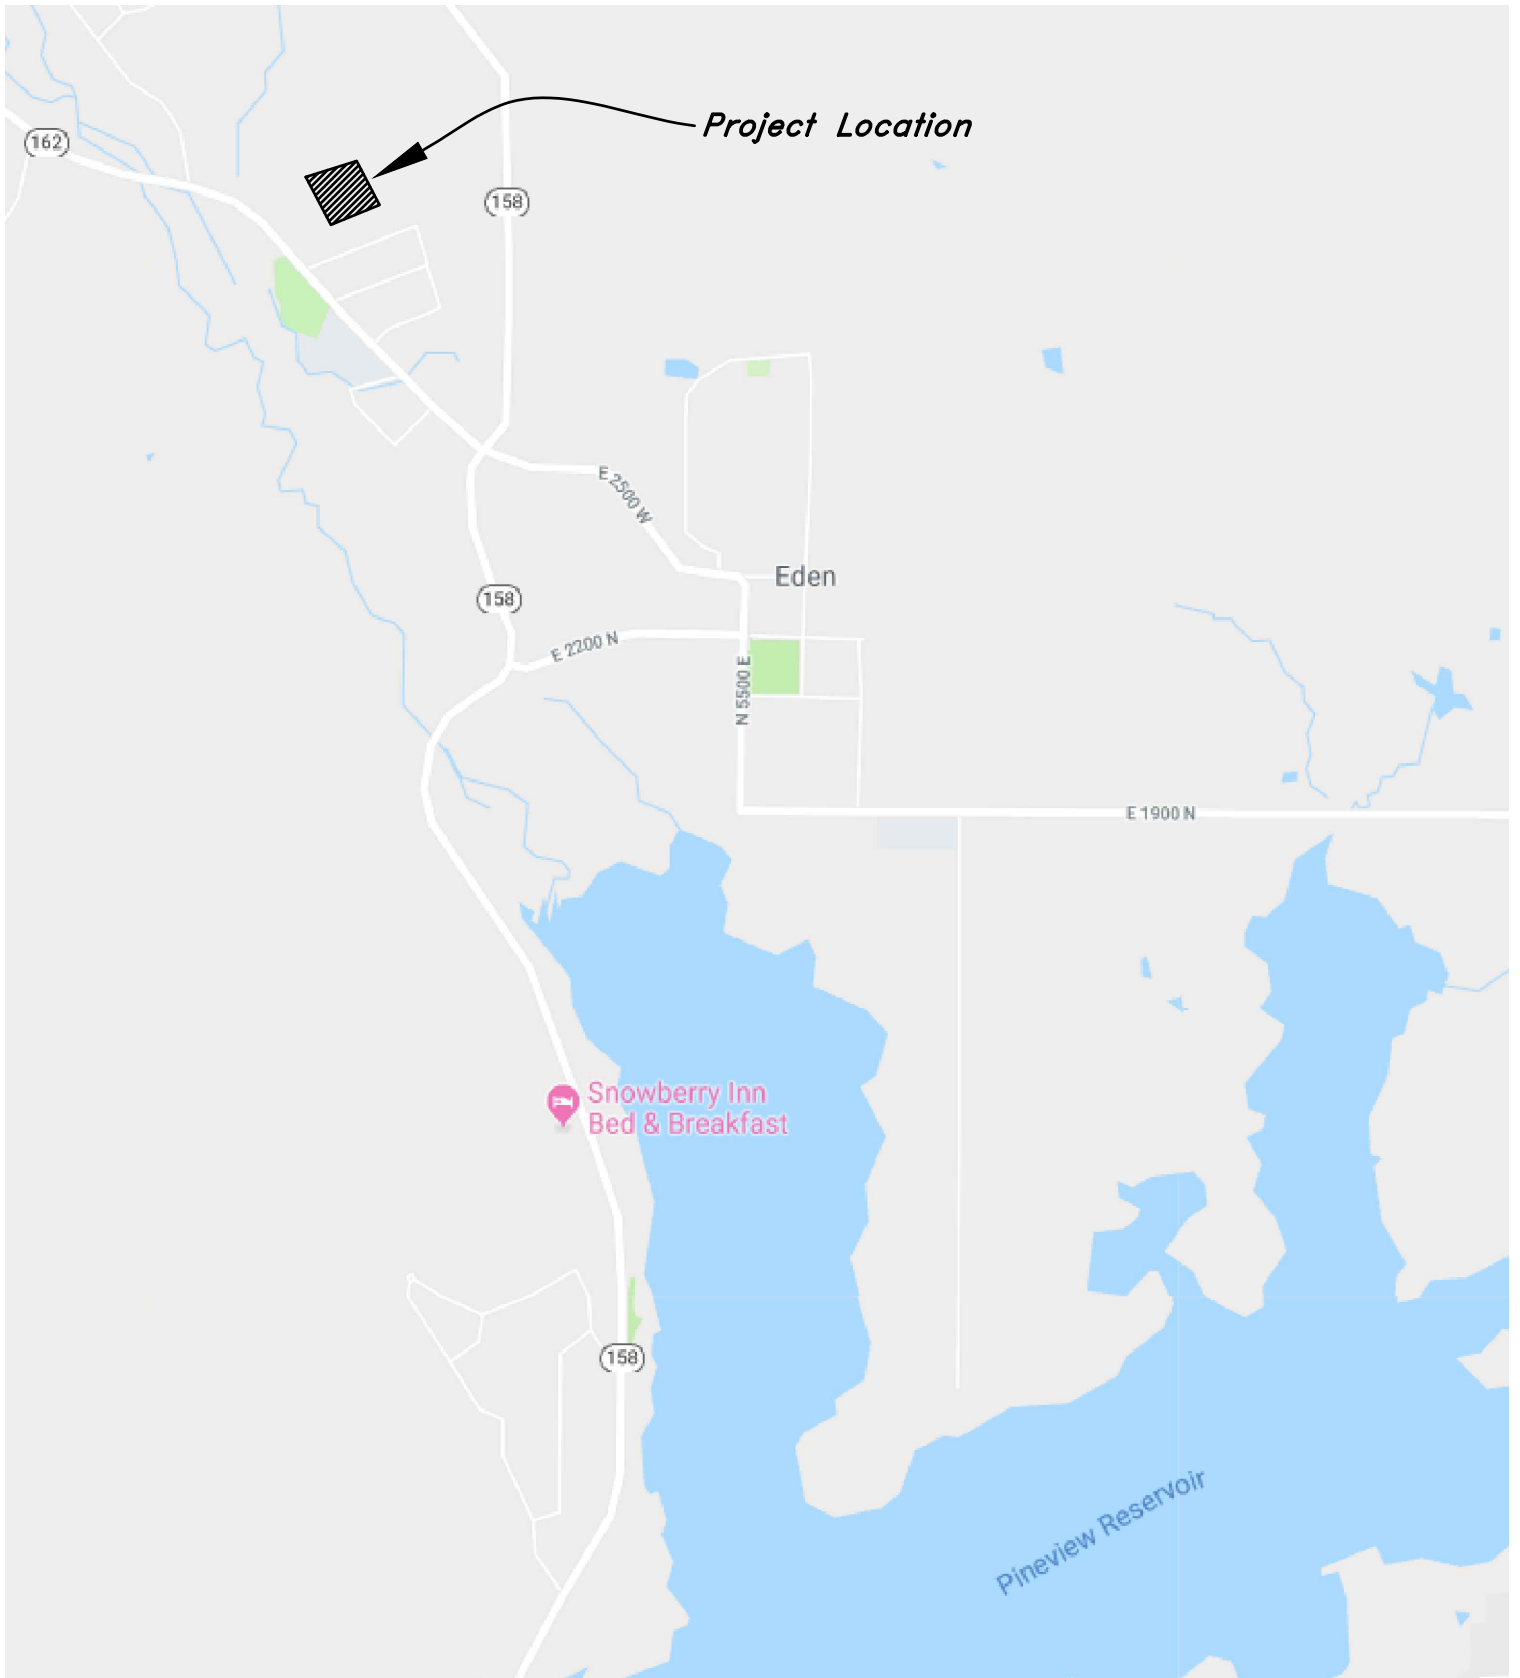 Project Location
162
158
E 2500 W
Eden
158
E 2200 N
N 5500 E
E 1900 N
Snowberry Inn
Bed & Breakfast
158
Pineview Reservoir